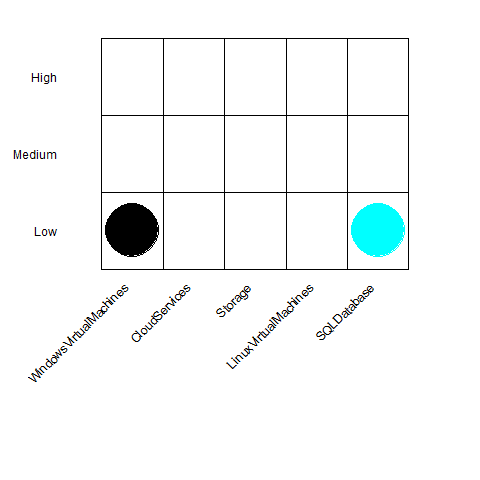 High
Medium
Low
WindowsVirtualMachines
CloudServices
Storage
LinuxVirtualMachines
SQLDatabase